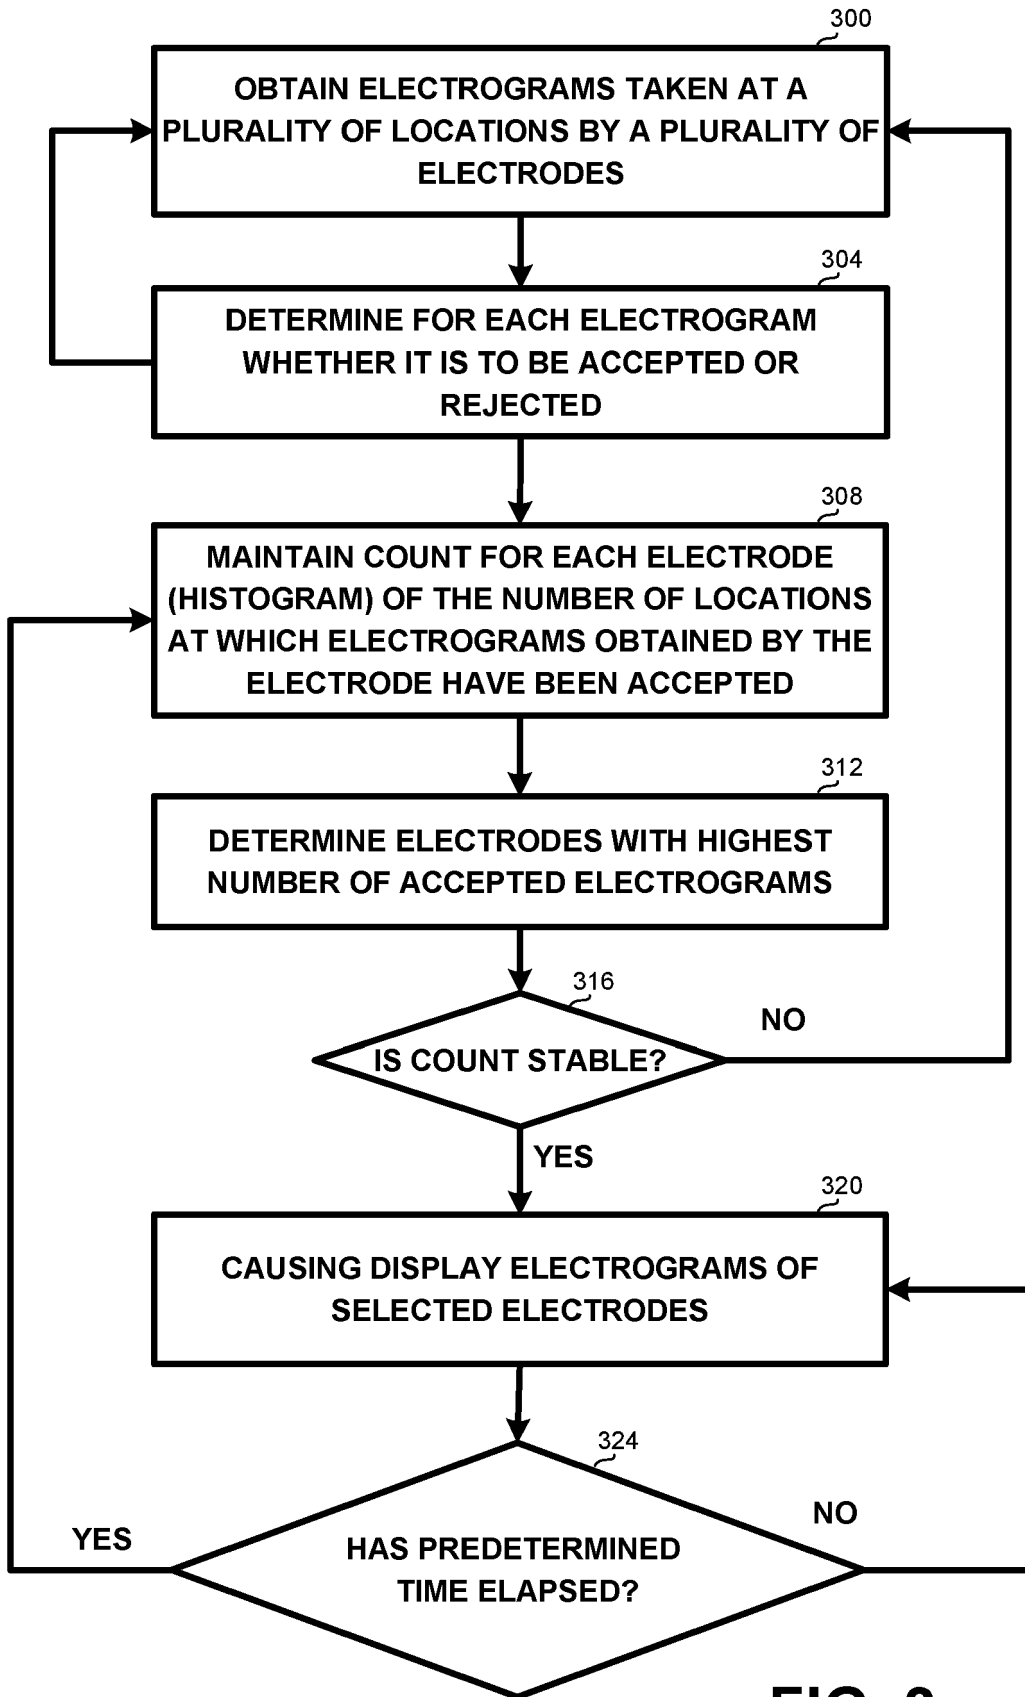 300
OBTAIN ELECTROGRAMS TAKEN AT A
PLURALITY OF LOCATIONS BY A PLURALITY OF
ELECTRODES
304
DETERMINE FOR EACH ELECTROGRAM
WHETHER IT IS TO BE ACCEPTED OR
REJECTED
308
MAINTAIN COUNT FOR EACH ELECTRODE
(HISTOGRAM) OF THE NUMBER OF LOCATIONS
AT WHICH ELECTROGRAMS OBTAINED BY THE
ELECTRODE HAVE BEEN ACCEPTED
312
DETERMINE ELECTRODES WITH HIGHEST
NUMBER OF ACCEPTED ELECTROGRAMS
316
NO
IS COUNT STABLE?
YES
320
CAUSING DISPLAY ELECTROGRAMS OF
SELECTED ELECTRODES
324
NO
YES
HAS PREDETERMINED
TIME ELAPSED?
FIG.